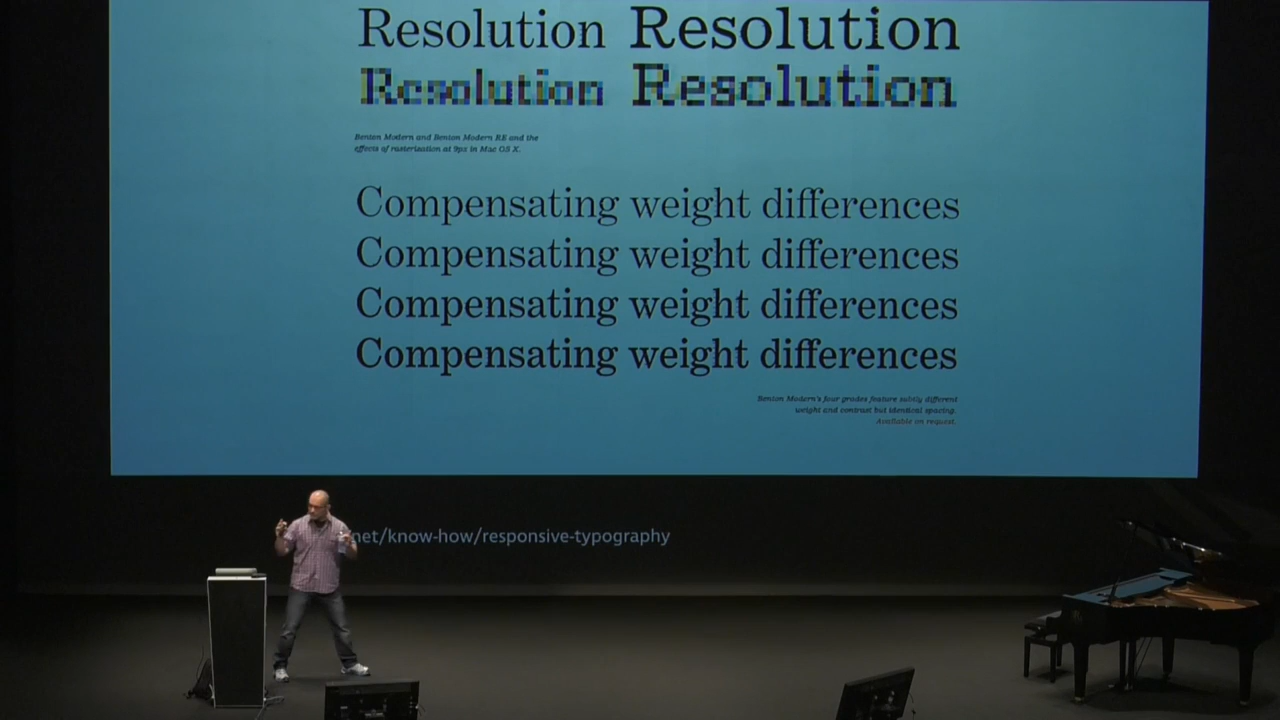 Resolution Resolution
Resolution Resolution
Benton Modern and Benton Modern RE and the
effects of rasterization at 9px in Mac OS X.
Compensating weight differences
Compensating weight differences
Compensating weight differences
Compensating weight differences
Benton Modern's four grades feature subtly different
weight and contrast but identical spacing.
Available on request.
net/know-how/responsive-typography